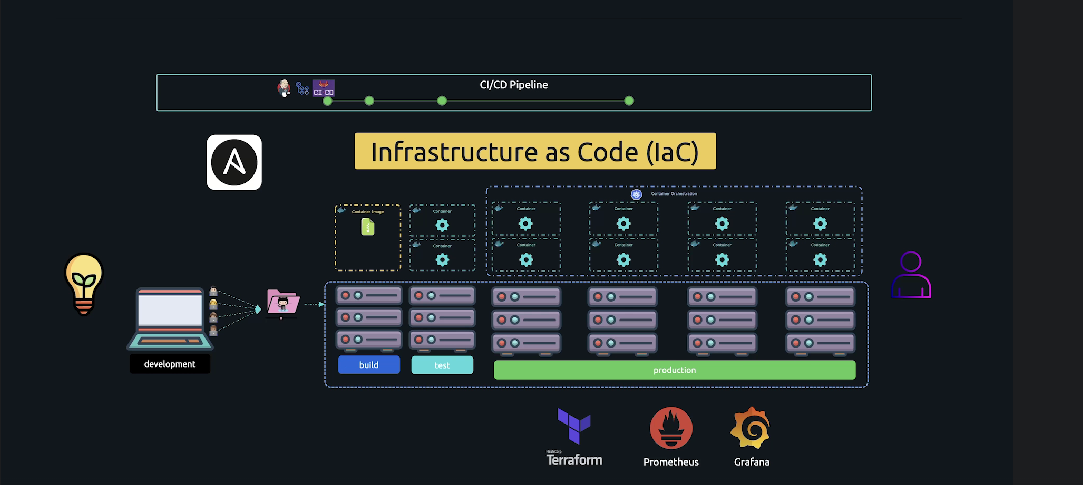 CI/CD Pipeline
CI CD
Infrastructure as Code (IaC)
Container Orchestration
Container Image
Container
Container
Container
Container
Container
Container
Container
Container
Container
Container
development
build
test
production
HashiCorp
Terraform
Prometheus
Grafana